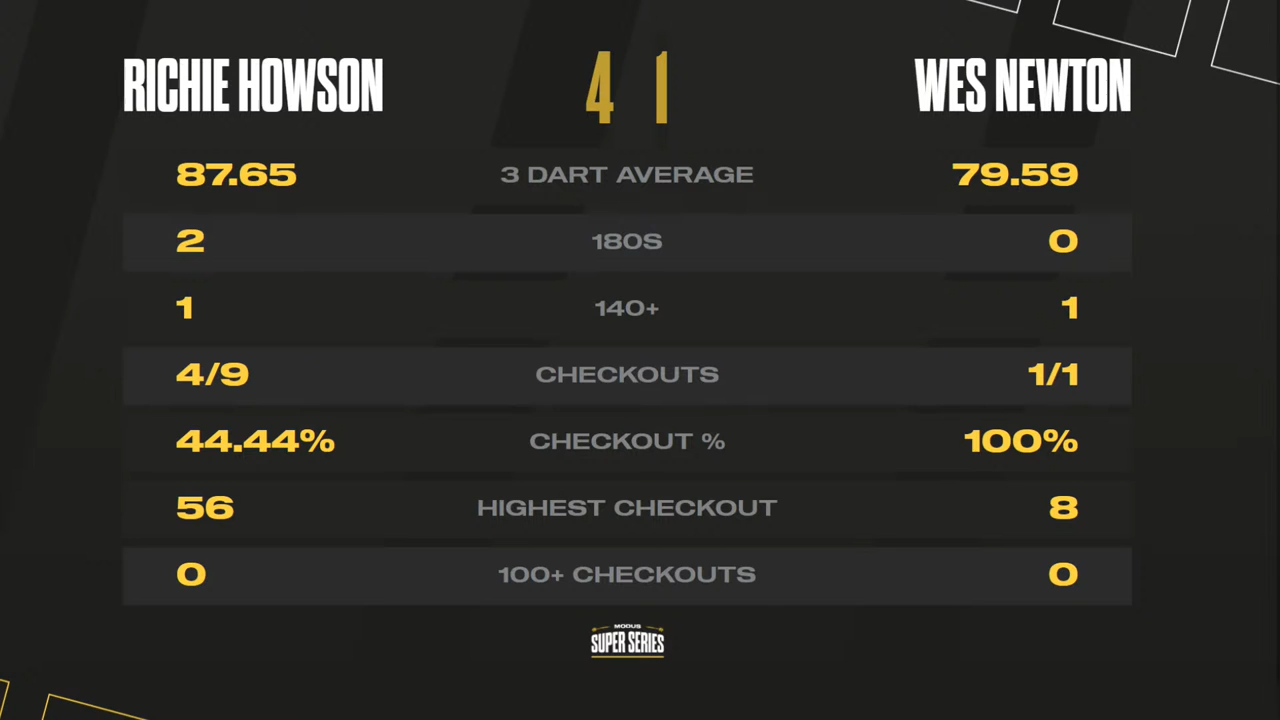 RICHIE HOWSON 4 1 WES NEWTON
87.65 3 DART AVERAGE 79.59
2 180S 0
1 140+ 1
4/9 CHECKOUTS 1/1
44.44% CHECKOUT % 100%
56 HIGHEST CHECKOUT 8
0 100+ CHECKOUTS 0
MODUS
SUPER SERIES